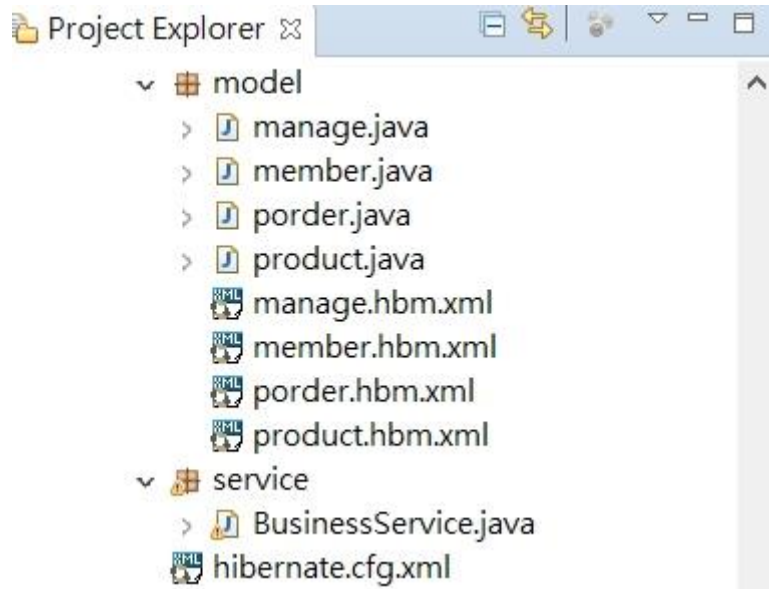 Project Explorer
model
manage.java
member.java
porder.java
product.java
manage.hbm.xml
member.hbm.xml
porder.hbm.xml
product.hbm.xml
service
BusinessService.java
hibernate.cfg.xml